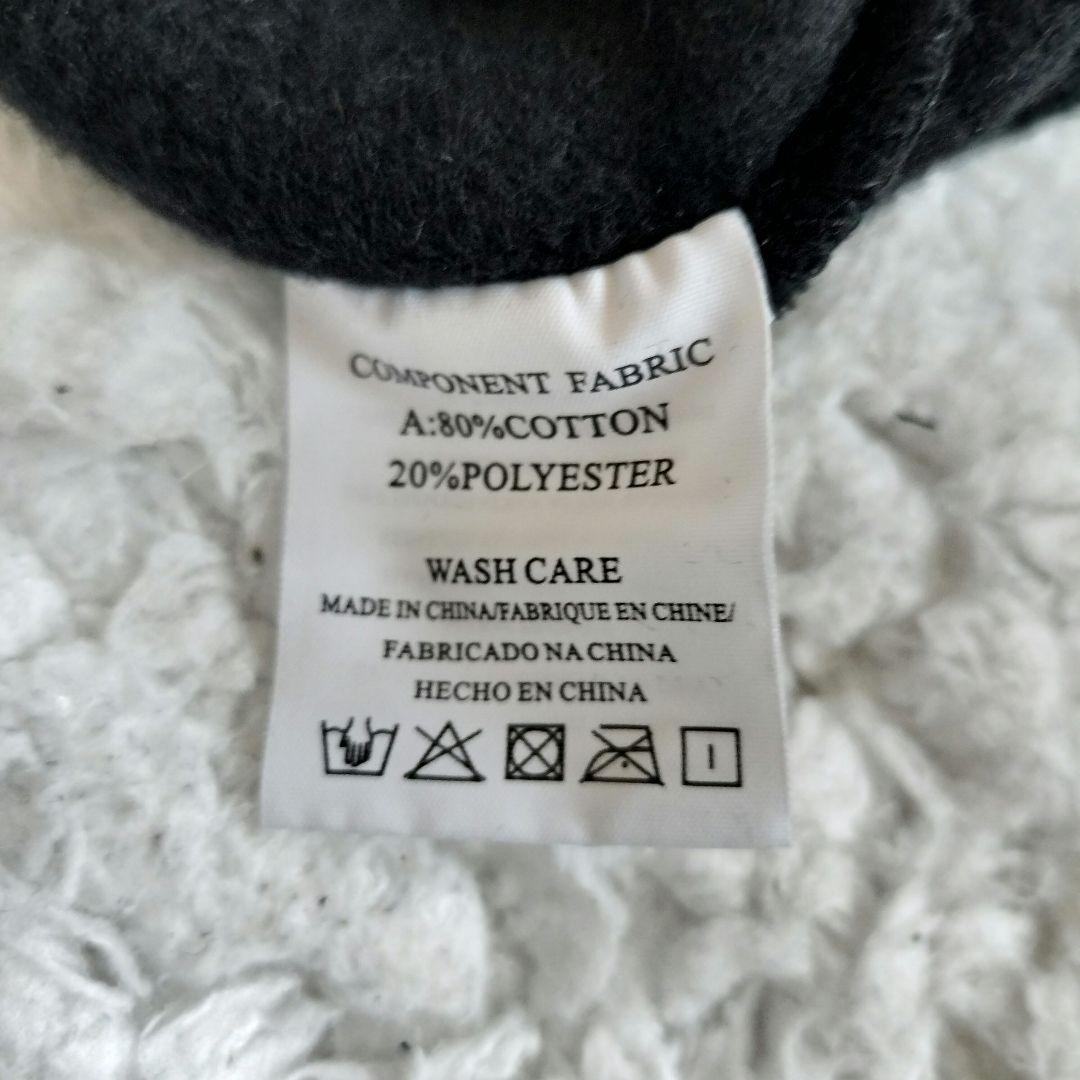 COMPONENT FABRIC
A:80%COTTON
20%POLYESTER
WASH CARE
MADE IN CHINA/FABRIQUE EN CHINE/
FABRICADO NA CHINA
HECHO EN CHINA